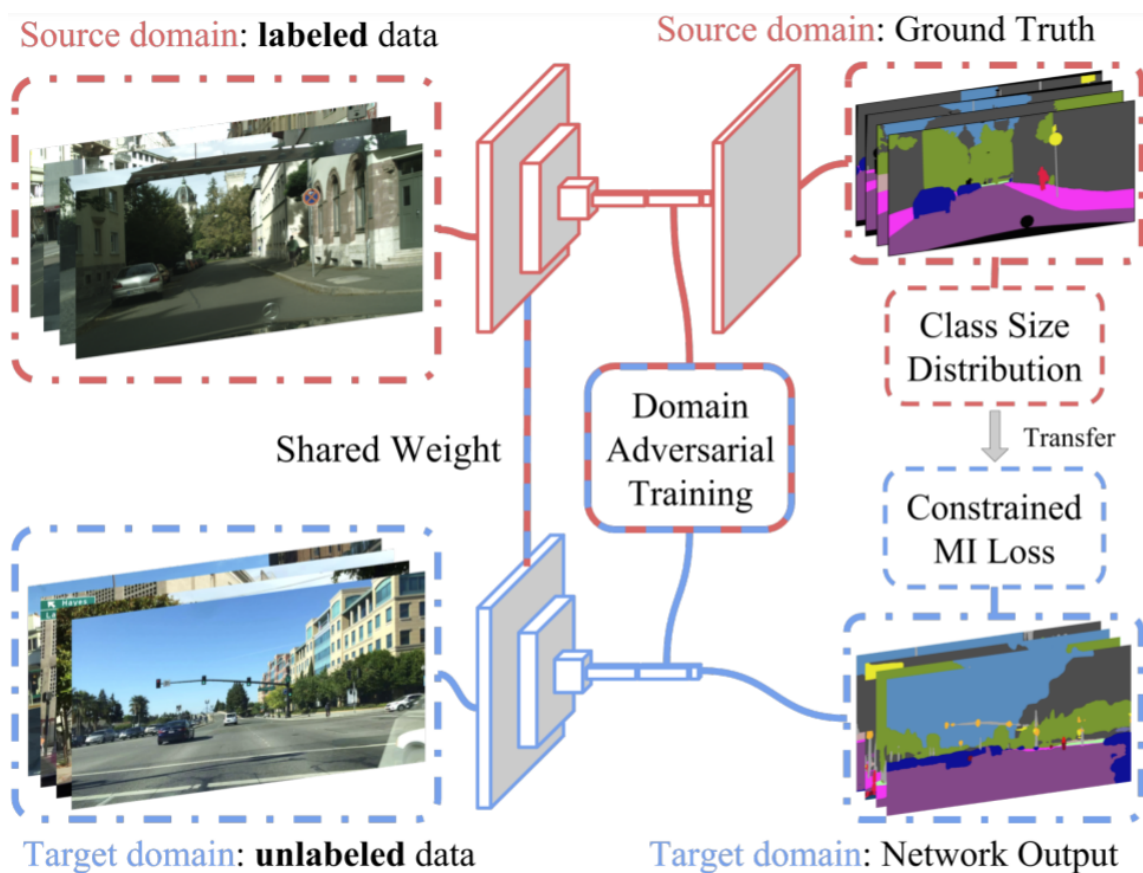 Source domain: labeled data
Source domain: Ground Truth
Class Size
Distribution
Transfer
Shared Weight
Domain
Adversarial
Training
Constrained
MI Loss
Hayes
Target domain: unlabeled data
Target domain: Network Output